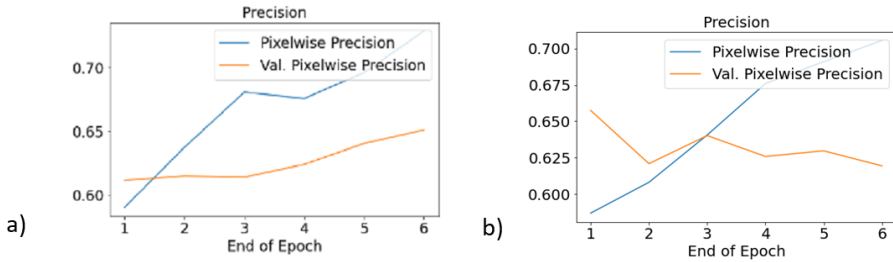 Precision
Pixelwise Precision
Val. Pixelwise Precision
0.70
0.65
0.60
1 2 3 4 5 6
End of Epoch
a)
Precision
Pixelwise Precision
Val. Pixelwise Precision
0.700
0.675
0.650
0.625
0.600
1 2 3 4 5 6
End of Epoch
b)